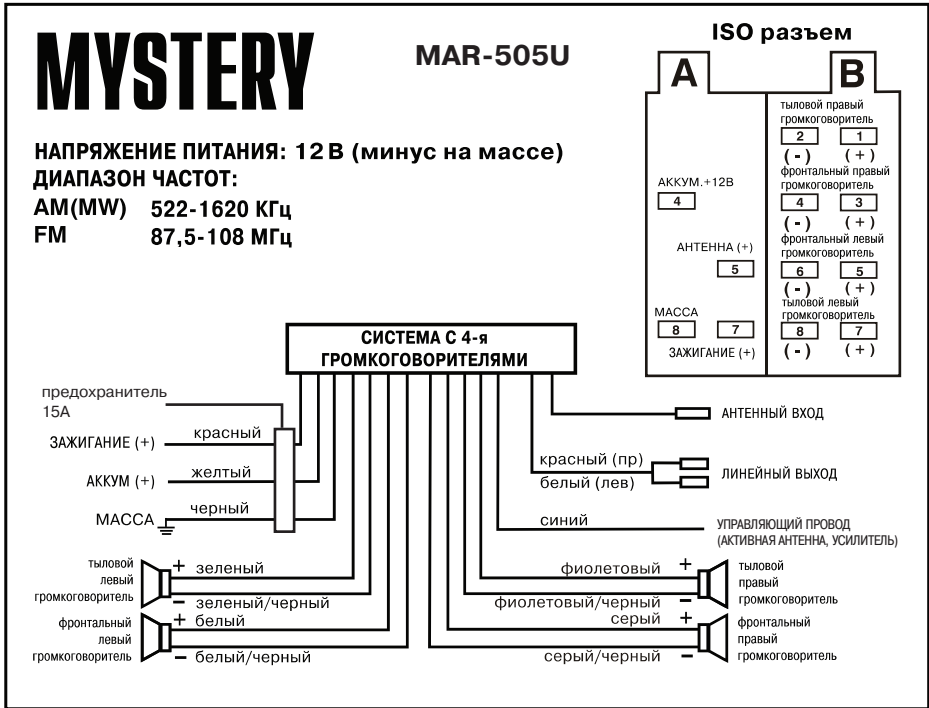 MYSTERY
MAR-505U
НАПРЯЖЕНИЕ ПИТАНИЯ: 12 В (минус на массе)
ДИАПАЗОН ЧАСТОТ:
AM(MW) 522-1620 КГц
FM 87,5-108 МГц
ISO разъем
A
B
АККУМ.+12В
4
АНТЕННА (+)
5
МАССА
8 7
ЗАЖИГАНИЕ (+)
тыловой правый
громкоговоритель
2 1
(-) (+)
фронтальный правый
громкоговоритель
4 3
(-) (+)
фронтальный левый
громкоговоритель
6 5
(-) (+)
тыловой левый
громкоговоритель
8 7
(-) (+)
СИСТЕМА С 4-я
ГРОМКОГОВОРИТЕЛЯМИ
предохранитель
15А
ЗАЖИГАНИЕ (+) красный
АККУМ (+) желтый
МАССА черный
тыловой
левый
громкоговоритель
+ зеленый
− зеленый/черный
фронтальный
левый
громкоговоритель
+ белый
− белый/черный
АНТЕННЫЙ ВХОД
красный (пр)
белый (лев)
ЛИНЕЙНЫЙ ВЫХОД
синий
УПРАВЛЯЮЩИЙ ПРОВОД
(АКТИВНАЯ АНТЕННА, УСИЛИТЕЛЬ)
фиолетовый +
фиолетовый/черный −
тыловой
правый
громкоговоритель
серый +
серый/черный −
фронтальный
правый
громкоговоритель